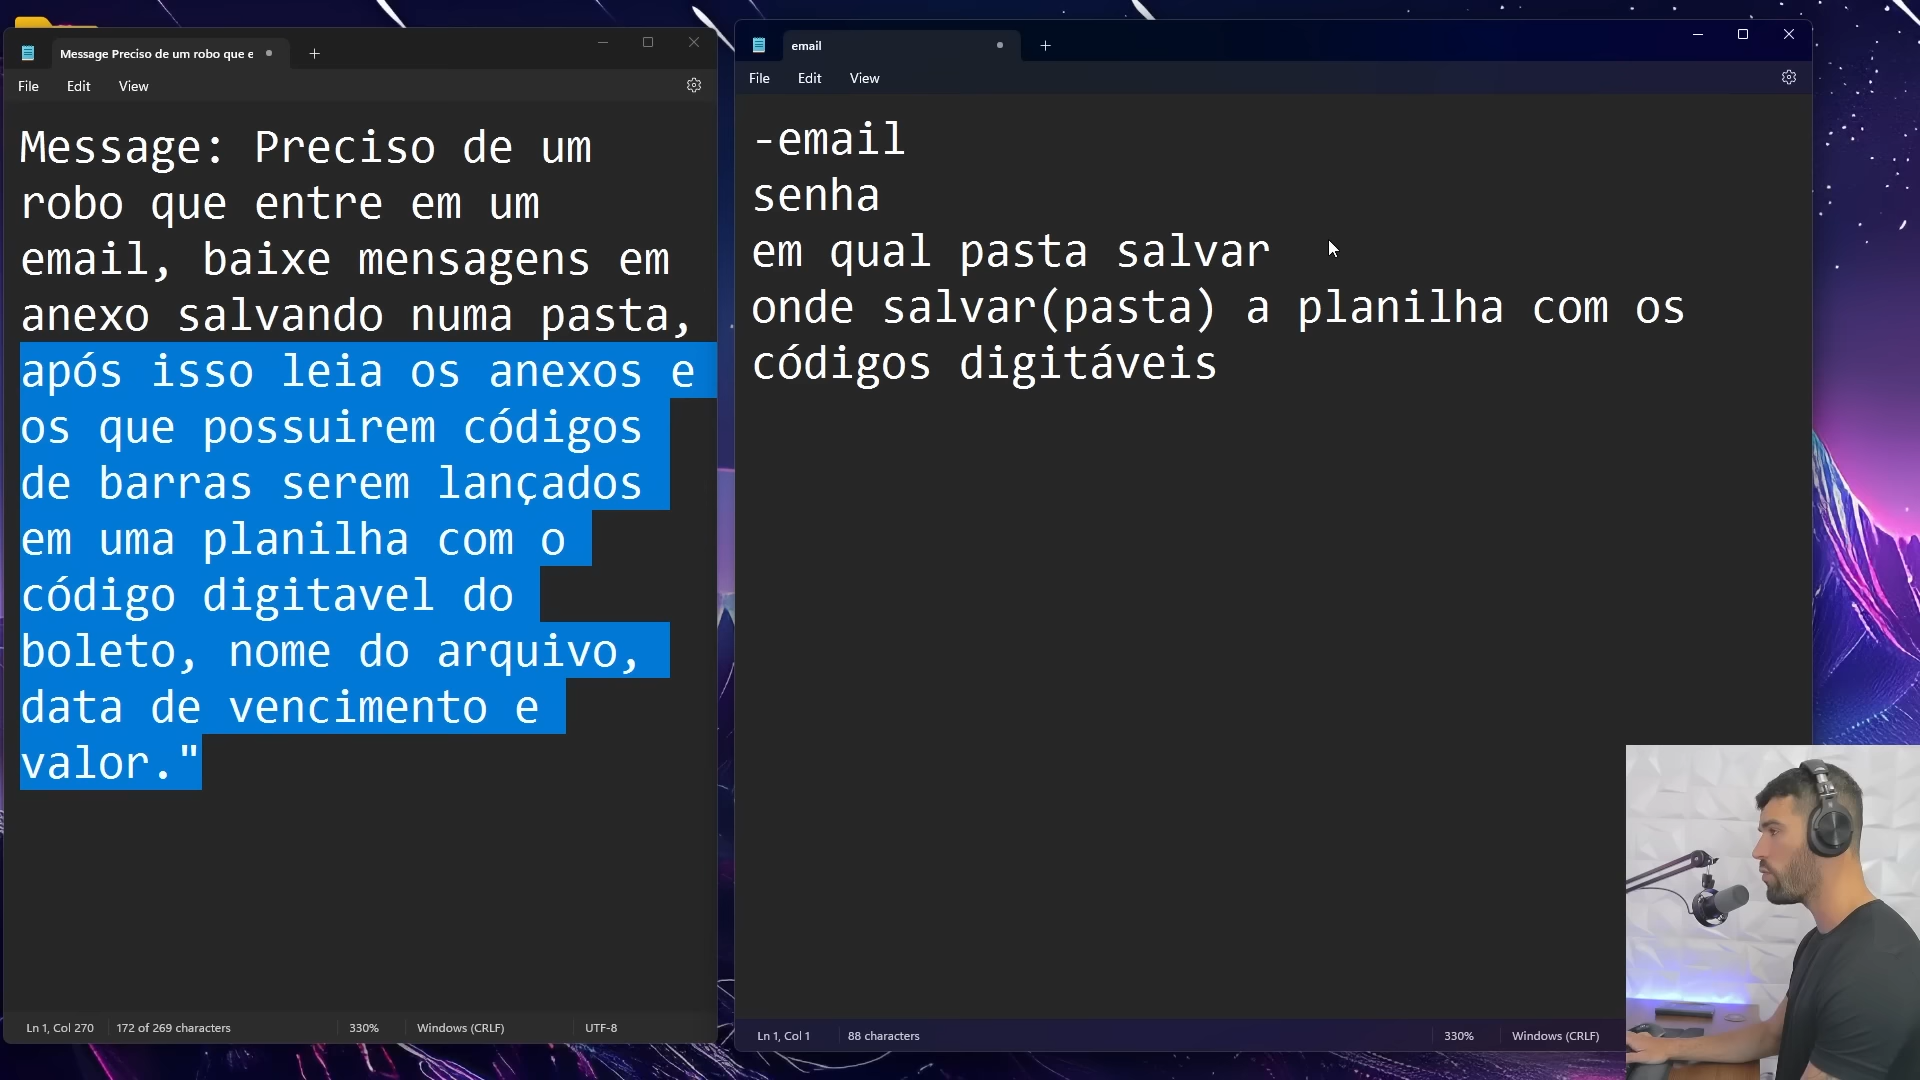 Message Preciso de um robo que e
File Edit View
Message: Preciso de um
robo que entre em um
email, baixe mensagens em
anexo salvando numa pasta,
após isso leia os anexos e
os que possuirem códigos
de barras serem lançados
em uma planilha com o
código digitavel do
boleto, nome do arquivo,
data de vencimento e
valor."
Ln 1, Col 270 172 of 269 characters 330% Windows (CRLF) UTF-8
email
File Edit View
-email
senha
em qual pasta salvar
onde salvar(pasta) a planilha com os
códigos digitáveis
Ln 1, Col 1 88 characters 330% Windows (CRLF)